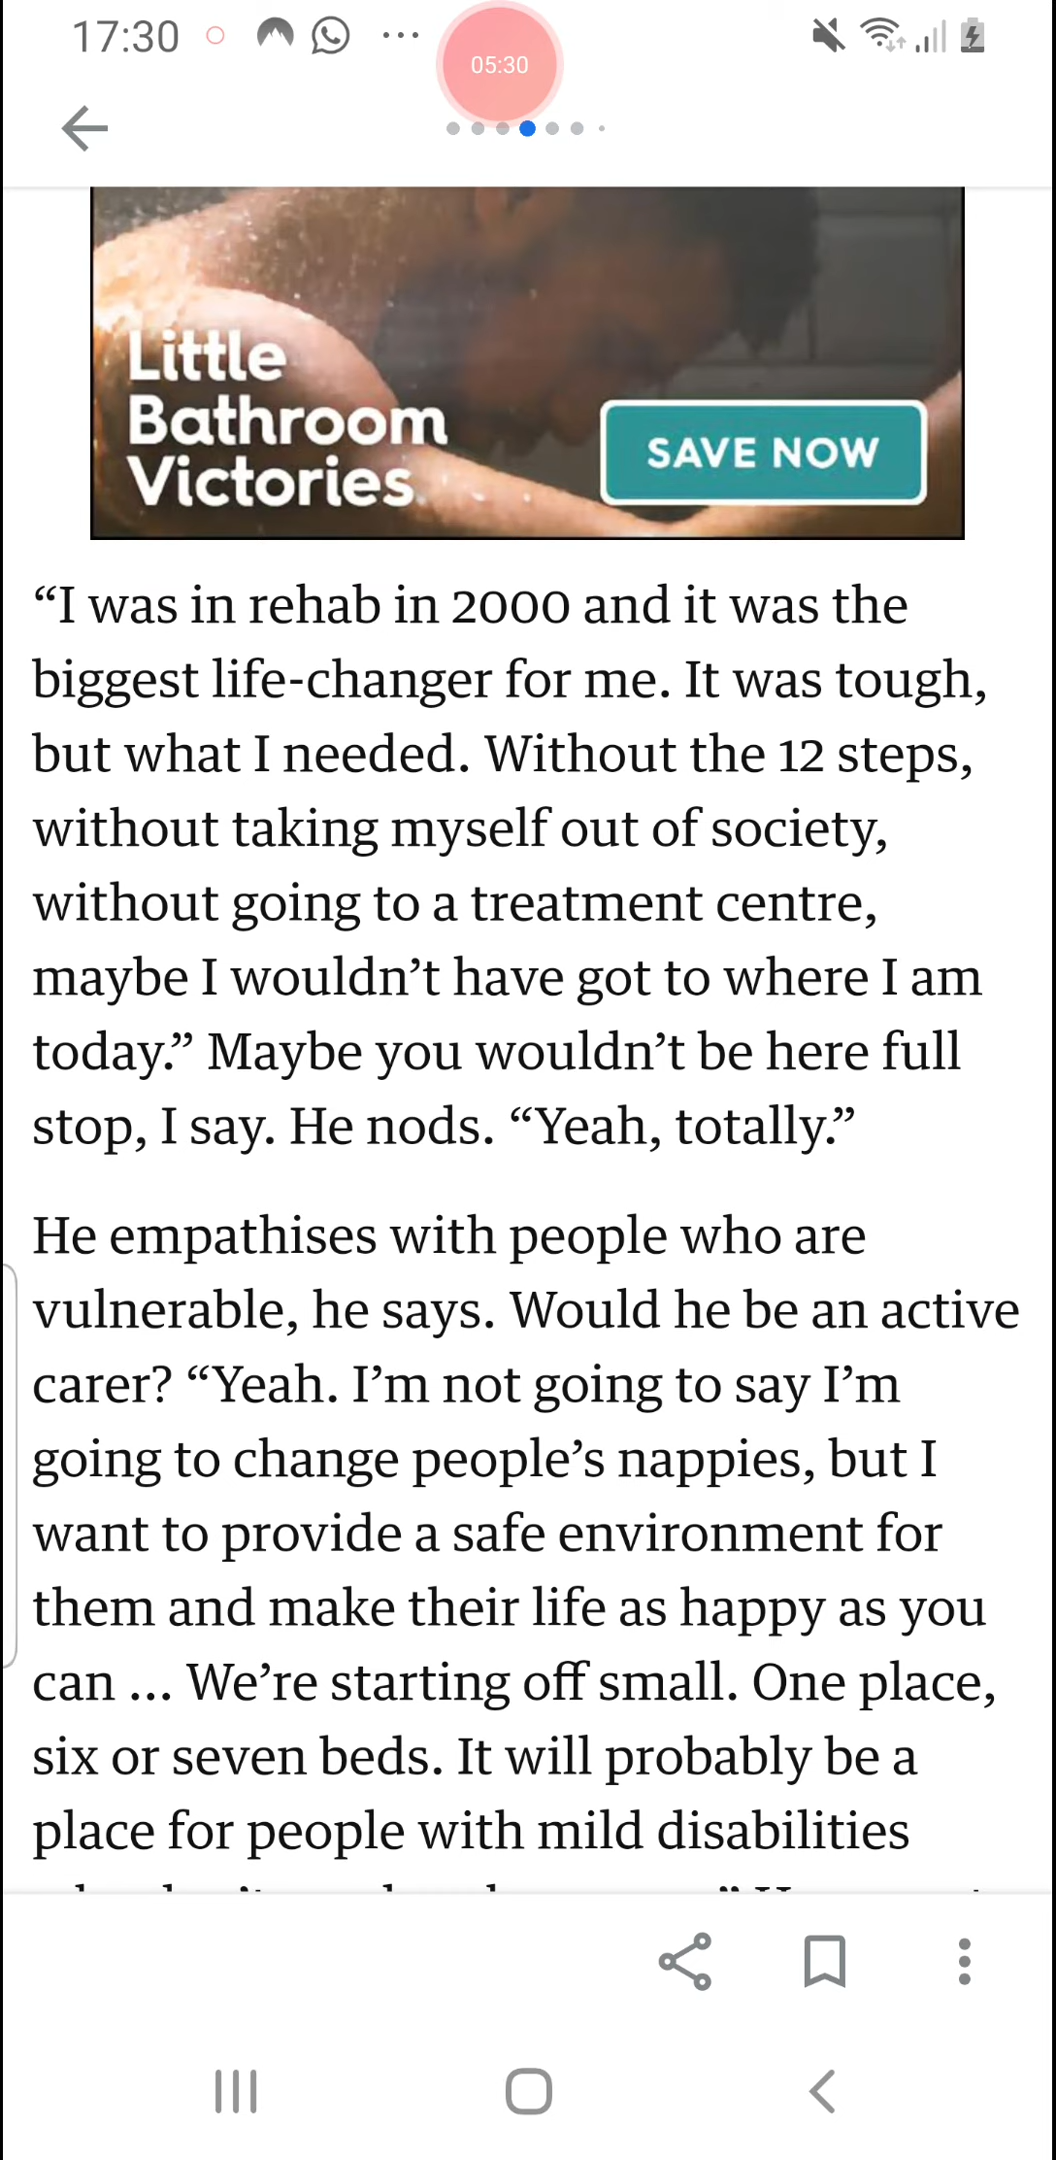 17:30
05:30
Little
Bathroom
Victories
SAVE NOW
“I was in rehab in 2000 and it was the
biggest life-changer for me. It was tough,
but what I needed. Without the 12 steps,
without taking myself out of society,
without going to a treatment centre,
maybe I wouldn’t have got to where I am
today.” Maybe you wouldn’t be here full
stop, I say. He nods. “Yeah, totally.”
He empathises with people who are
vulnerable, he says. Would he be an active
carer? “Yeah. I’m not going to say I’m
going to change people’s nappies, but I
want to provide a safe environment for
them and make their life as happy as you
can ... We’re starting off small. One place,
six or seven beds. It will probably be a
place for people with mild disabilities